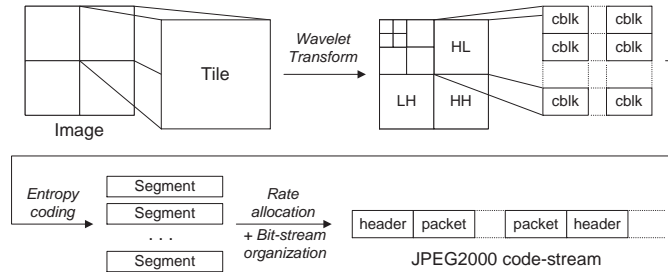 Image
Tile
Wavelet
Transform
HL
LH HH
cblk cblk
cblk cblk
cblk cblk
Entropy
coding
Segment
Segment
. . .
Segment
Rate
allocation
+ Bit-stream
organization
header packet packet header
JPEG2000 code-stream